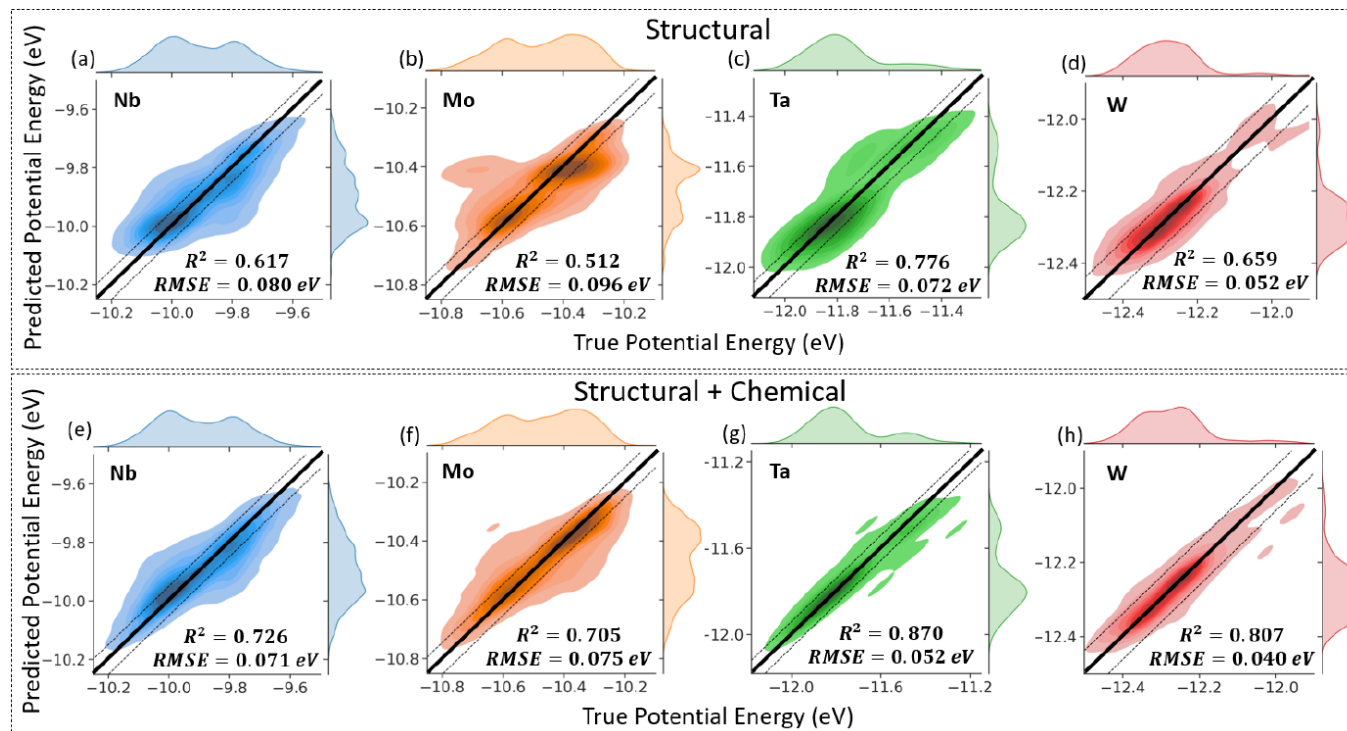 Structural
Predicted Potential Energy (eV)
(a)
Nb
−9.6
−9.8
−10.0
−10.2
R² = 0.617
RMSE = 0.080 eV
−10.2 −10.0 −9.8 −9.6
(b)
Mo
−10.2
−10.4
−10.6
−10.8
R² = 0.512
RMSE = 0.096 eV
−10.8 −10.6 −10.4 −10.2
(c)
Ta
−11.4
−11.6
−11.8
−12.0
R² = 0.776
RMSE = 0.072 eV
−12.0 −11.8 −11.6 −11.4
(d)
W
−12.0
−12.2
−12.4
R² = 0.659
RMSE = 0.052 eV
−12.4 −12.2 −12.0
True Potential Energy (eV)
Structural + Chemical
Predicted Potential Energy (eV)
(e)
Nb
−9.6
−9.8
−10.0
−10.2
R² = 0.726
RMSE = 0.071 eV
−10.2 −10.0 −9.8 −9.6
(f)
Mo
−10.2
−10.4
−10.6
−10.8
R² = 0.705
RMSE = 0.075 eV
−10.8 −10.6 −10.4 −10.2
(g)
Ta
−11.2
−11.6
−12.0
R² = 0.870
RMSE = 0.052 eV
−12.0 −11.6 −11.2
(h)
W
−12.0
−12.2
−12.4
R² = 0.807
RMSE = 0.040 eV
−12.4 −12.2 −12.0
True Potential Energy (eV)